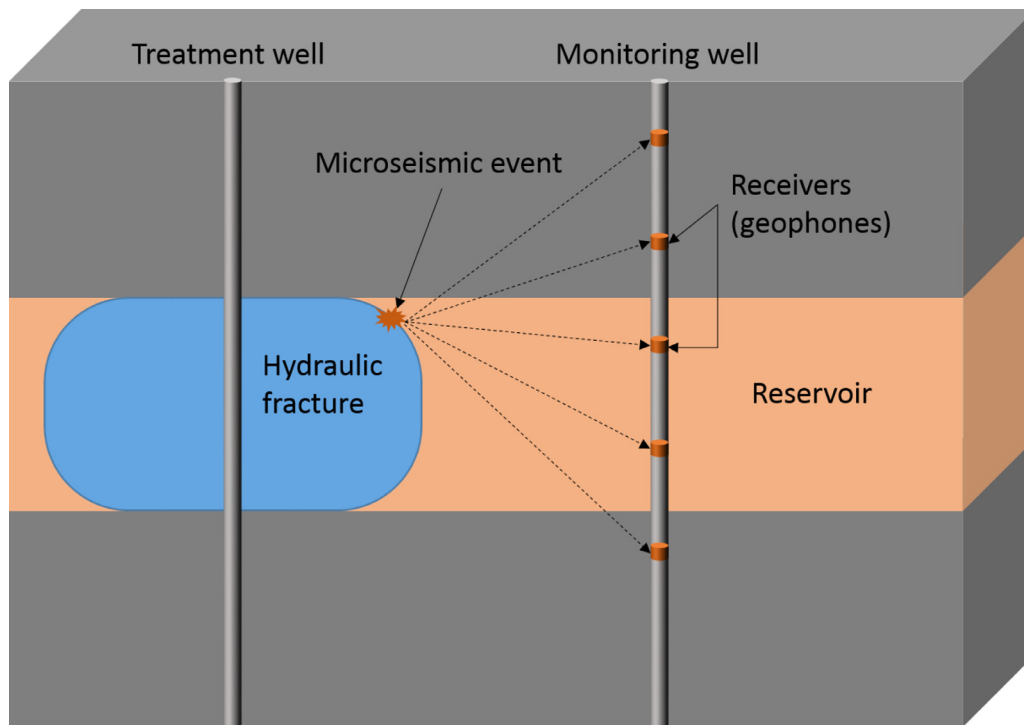 Treatment well
Monitoring well
Microseismic event
Receivers
(geophones)
Hydraulic
fracture
Reservoir